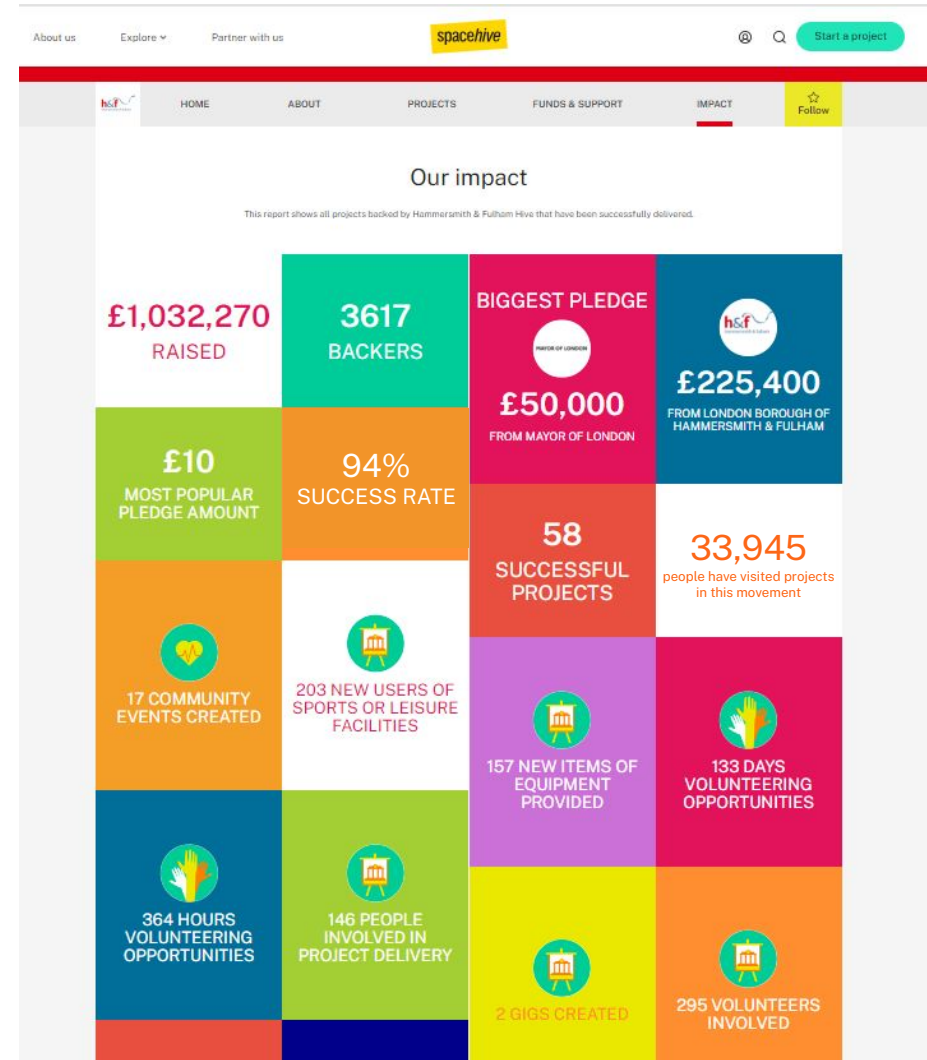 About us
Explore
Partner with us
spacehive
Start a project
h&f
HOME
ABOUT
PROJECTS
FUNDS & SUPPORT
IMPACT
Follow
Our impact
This report shows all projects backed by Hammersmith & Fulham Hive that have been successfully delivered.
£1,032,270
RAISED
3617
BACKERS
BIGGEST PLEDGE
MAYOR OF LONDON
£50,000
FROM MAYOR OF LONDON
h&f
hammersmith & fulham
£225,400
FROM LONDON BOROUGH OF
HAMMERSMITH & FULHAM
£10
MOST POPULAR
PLEDGE AMOUNT
94%
SUCCESS RATE
58
SUCCESSFUL
PROJECTS
33,945
people have visited projects
in this movement
17 COMMUNITY
EVENTS CREATED
203 NEW USERS OF
SPORTS OR LEISURE
FACILITIES
157 NEW ITEMS OF
EQUIPMENT
PROVIDED
133 DAYS
VOLUNTEERING
OPPORTUNITIES
364 HOURS
VOLUNTEERING
OPPORTUNITIES
146 PEOPLE
INVOLVED IN
PROJECT DELIVERY
2 GIGS CREATED
295 VOLUNTEERS
INVOLVED